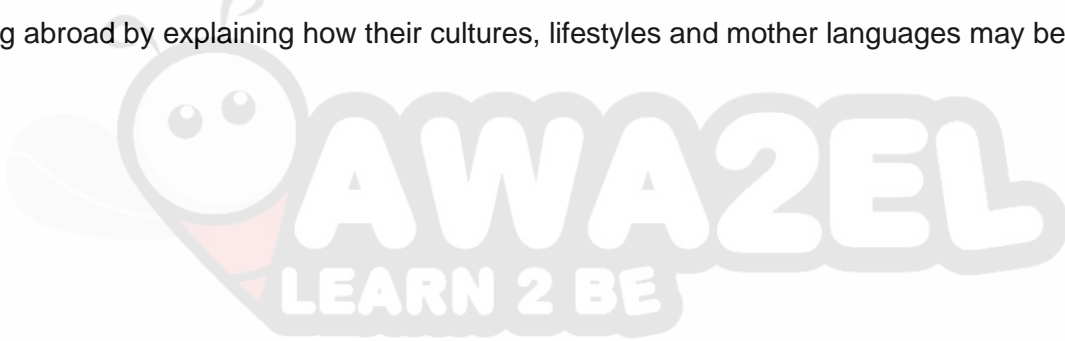 g abroad by explaining how their cultures, lifestyles and mother languages may be
AWA2EL
LEARN 2 BE